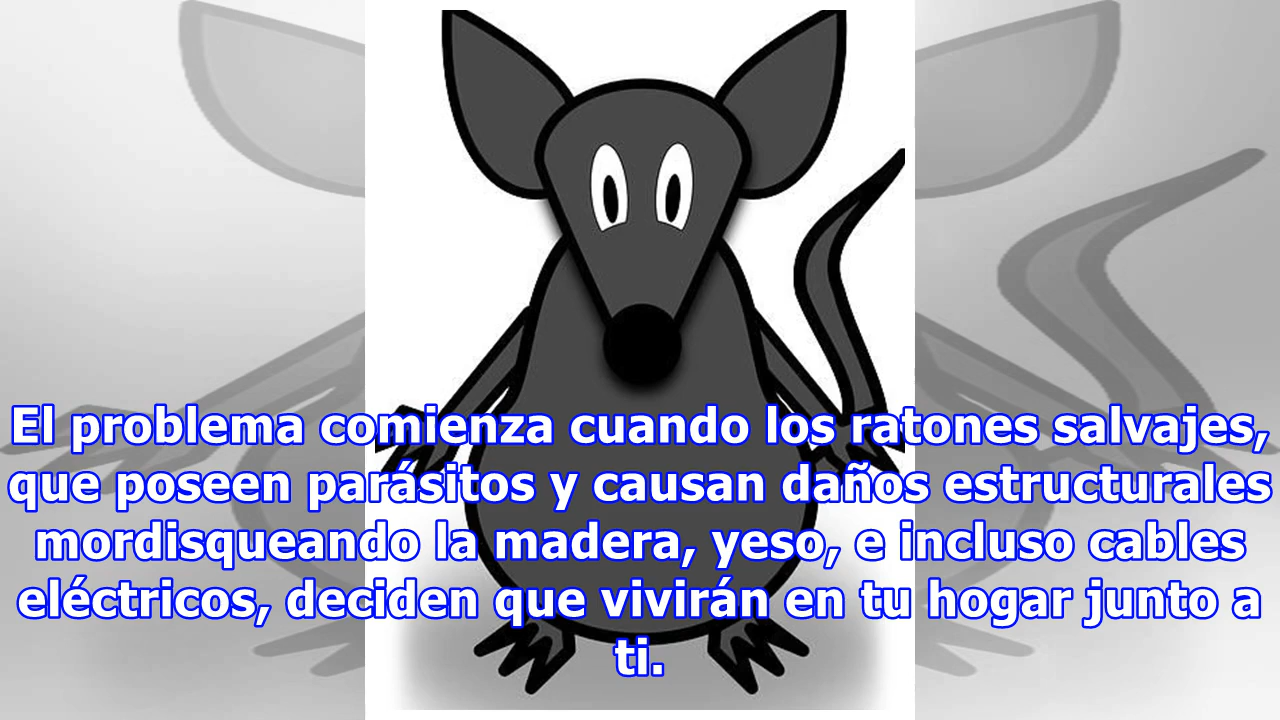 El problema comienza cuando los ratones salvajes,
que poseen parásitos y causan daños estructurales
mordisqueando la madera, yeso, e incluso cables
eléctricos, deciden que vivirán en tu hogar junto a
ti.